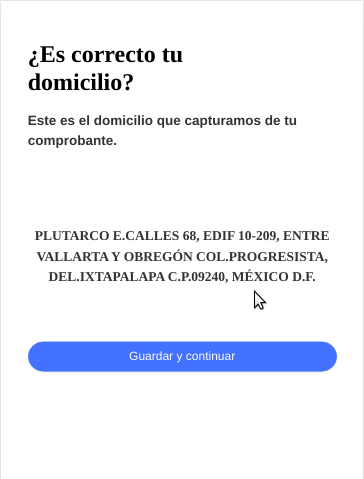 ¿Es correcto tu
domicilio?
Este es el domicilio que capturamos de tu
comprobante.
PLUTARCO E.CALLES 68, EDIF 10-209, ENTRE
VALLARTA Y OBREGÓN COL.PROGRESISTA,
DEL.IXTAPALAPA C.P.09240, MÉXICO D.F.
Guardar y continuar